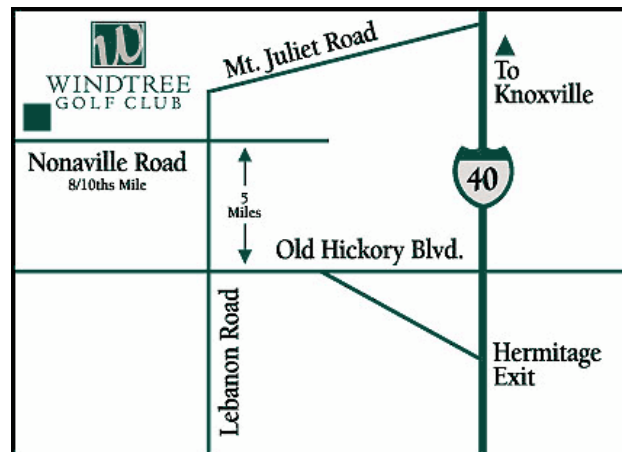 W
WINDTREE
GOLF CLUB
Mt. Juliet Road
To
Knoxville
Nonaville Road
8/10ths Mile
5
Miles
40
Old Hickory Blvd.
Lebanon Road
Hermitage
Exit